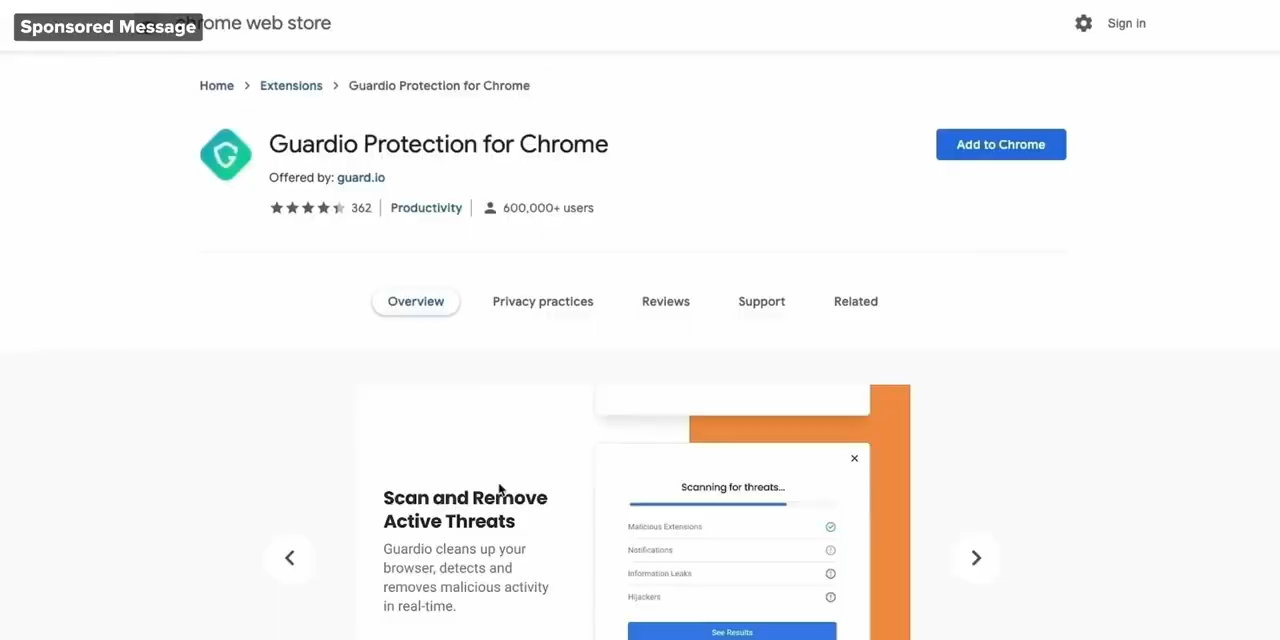 Sponsored Message
chrome web store
Sign in
Home > Extensions > Guardio Protection for Chrome
Guardio Protection for Chrome
Add to Chrome
Offered by: guard.io
362 | Productivity | 600,000+ users
Overview
Privacy practices
Reviews
Support
Related
Scan and Remove
Active Threats
Guardio cleans up your
browser, detects and
removes malicious activity
in real-time.
Scanning for threats...
Malicious Extensions
Notifications
Information Leaks
Hijackers
See Results